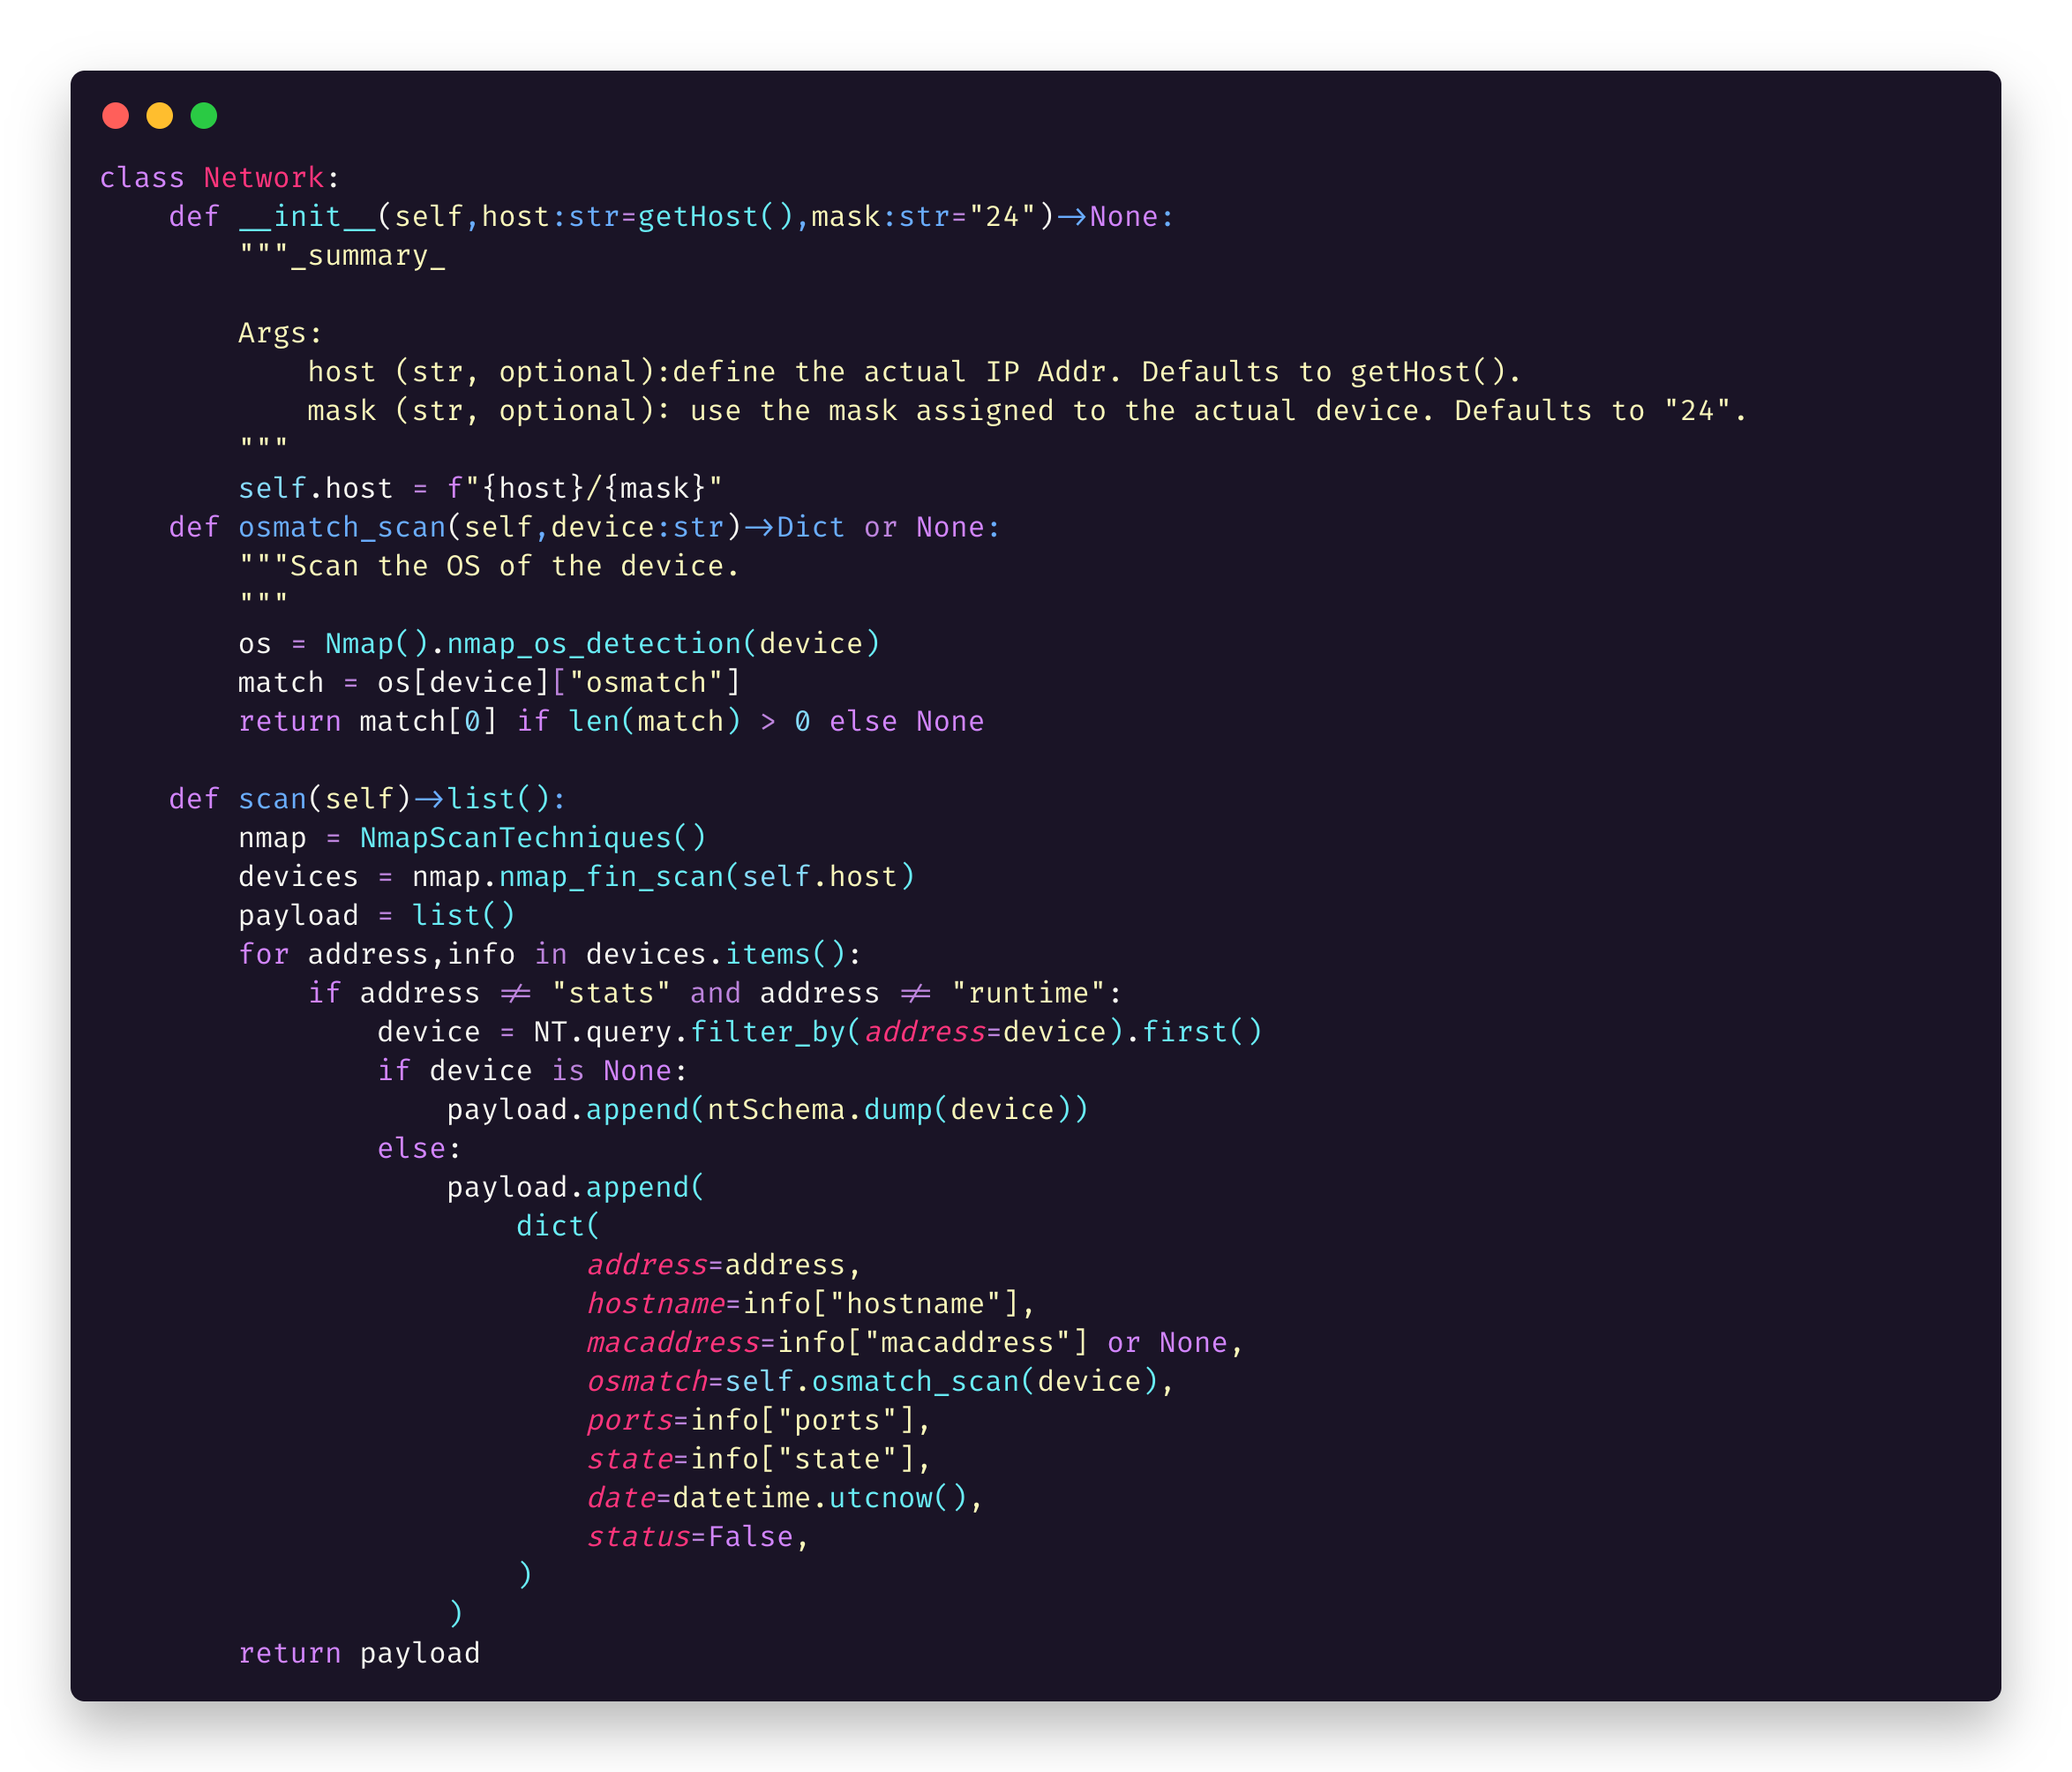 class Network:
    def __init__(self,host:str=getHost(),mask:str="24")->None:
        """_summary_

        Args:
            host (str, optional):define the actual IP Addr. Defaults to getHost().
            mask (str, optional): use the mask assigned to the actual device. Defaults to "24".
        """
        self.host = f"{host}/{mask}"
    def osmatch_scan(self,device:str)->Dict or None:
        """Scan the OS of the device.
        """
        os = Nmap().nmap_os_detection(device)
        match = os[device]["osmatch"]
        return match[0] if len(match) > 0 else None

    def scan(self)->list():
        nmap = NmapScanTechniques()
        devices = nmap.nmap_fin_scan(self.host)
        payload = list()
        for address,info in devices.items():
            if address != "stats" and address != "runtime":
                device = NT.query.filter_by(address=device).first()
                if device is None:
                    payload.append(ntSchema.dump(device))
                else:
                    payload.append(
                        dict(
                            address=address,
                            hostname=info["hostname"],
                            macaddress=info["macaddress"] or None,
                            osmatch=self.osmatch_scan(device),
                            ports=info["ports"],
                            state=info["state"],
                            date=datetime.utcnow(),
                            status=False,
                        )
                    )
        return payload